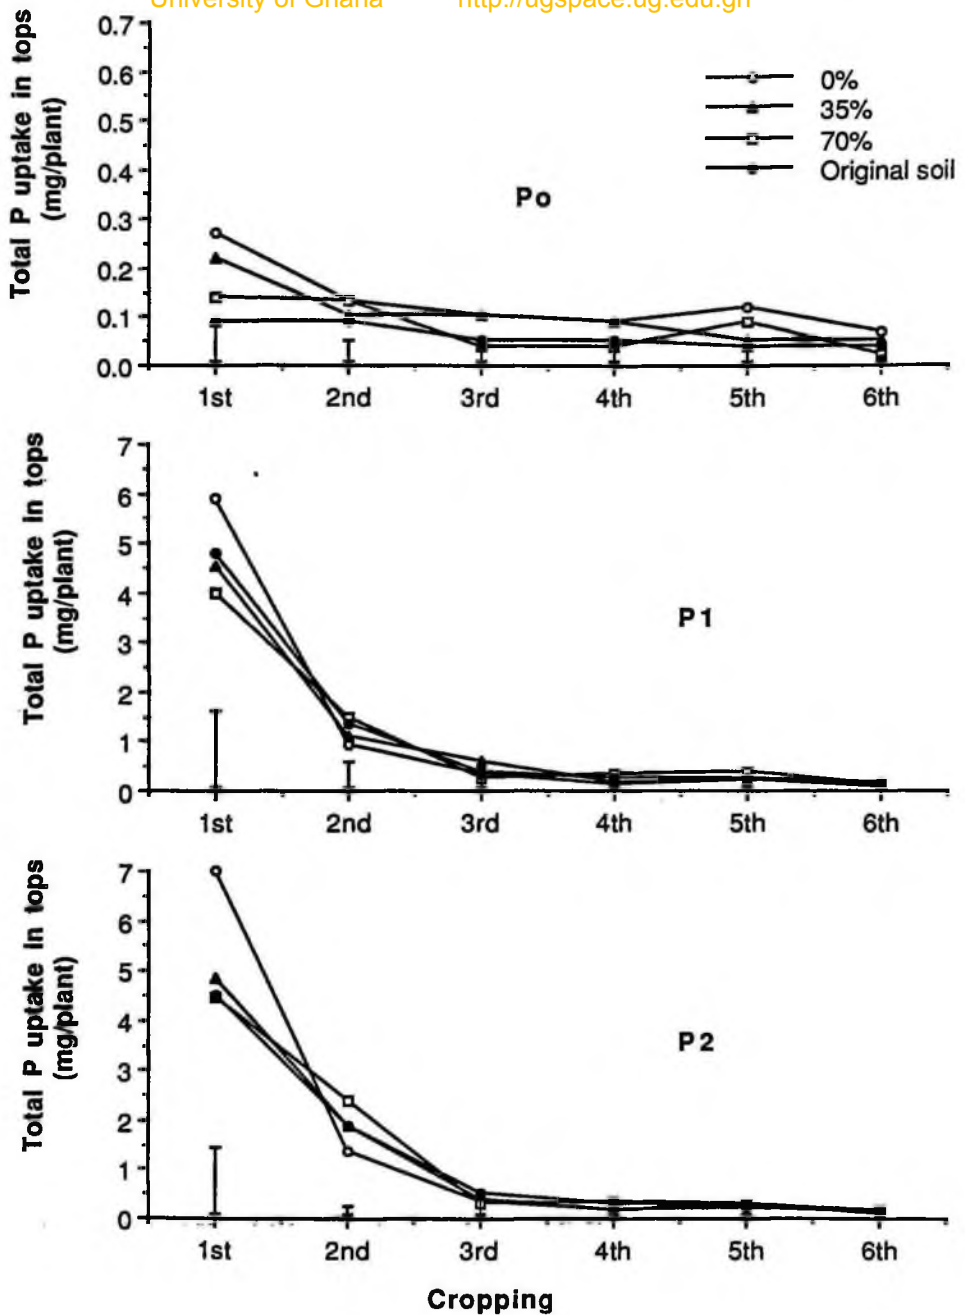 University of Ghana http://ugspace.ug.edu.gh
Total P uptake in tops
(mg/plant)
0.7
0.6
0.5
0.4
0.3
0.2
0.1
0.0
0%
35%
70%
Original soil
Po
1st 2nd 3rd 4th 5th 6th
Total P uptake in tops
(mg/plant)
7
6
5
4
3
2
1
0
P1
1st 2nd 3rd 4th 5th 6th
Total P uptake in tops
(mg/plant)
7
6
5
4
3
2
1
0
P2
1st 2nd 3rd 4th 5th 6th
Cropping